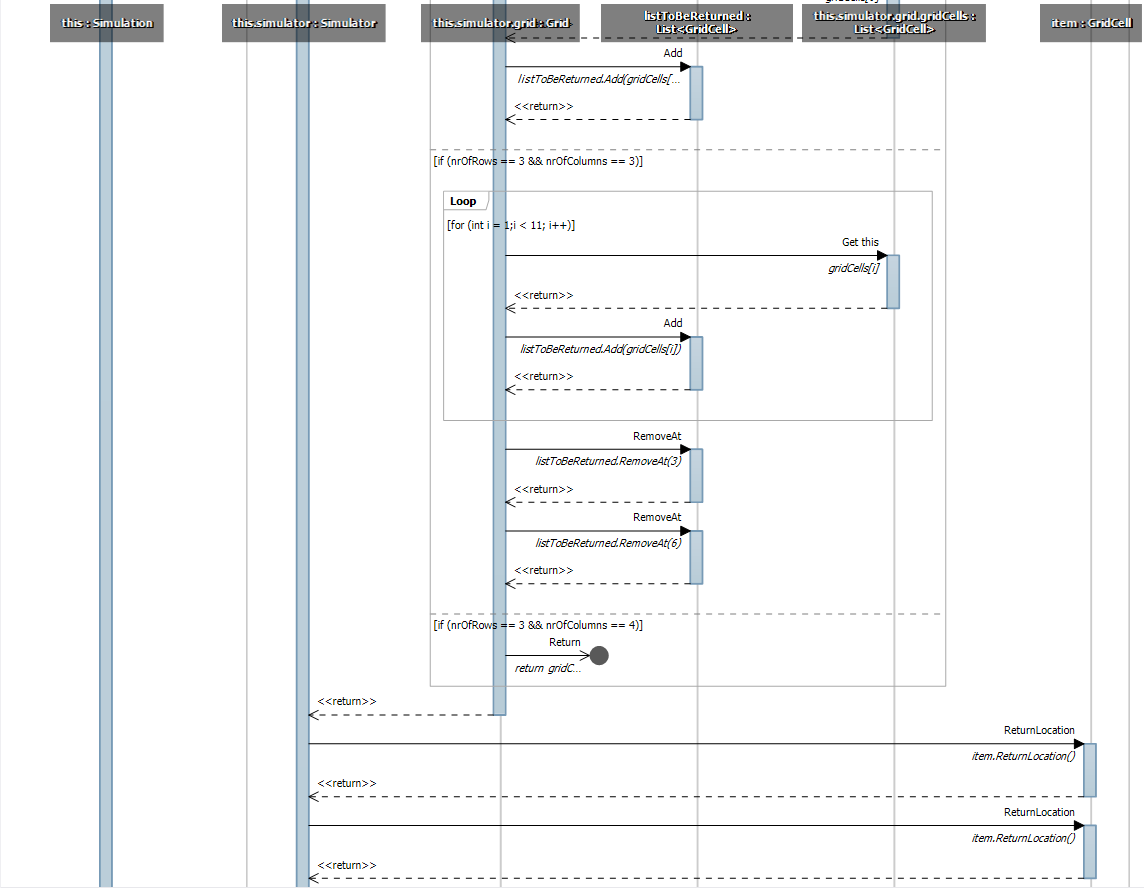 this : Simulation
this.simulator : Simulator
this.simulator.grid : Grid
listToBeReturned :
List<GridCell>
this.simulator.grid.gridCells :
List<GridCell>
item : GridCell
Add
listToBeReturned.Add(gridCells[...
<<return>>
[if (nrOfRows == 3 && nrOfColumns == 3)]
Loop
[for (int i = 1;i < 11; i++)]
Get this
gridCells[i]
<<return>>
Add
listToBeReturned.Add(gridCells[i])
<<return>>
RemoveAt
listToBeReturned.RemoveAt(3)
<<return>>
RemoveAt
listToBeReturned.RemoveAt(6)
<<return>>
[if (nrOfRows == 3 && nrOfColumns == 4)]
Return
return gridC...
<<return>>
ReturnLocation
item.ReturnLocation()
<<return>>
ReturnLocation
item.ReturnLocation()
<<return>>